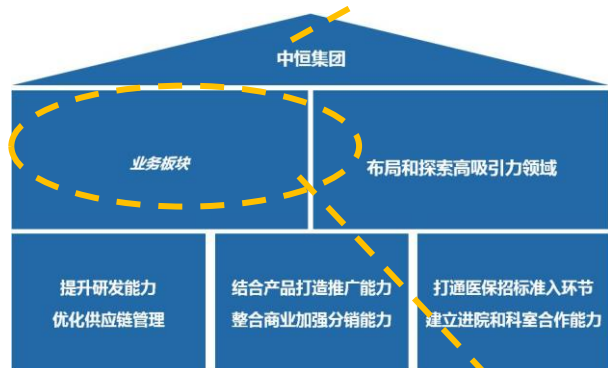 中恒集团
业务板块
布局和探索高吸引力领域
提升研发能力
优化供应链管理
结合产品打造推广能力
整合商业加强分销能力
打通医保招标准入环节
建立进院和科室合作能力